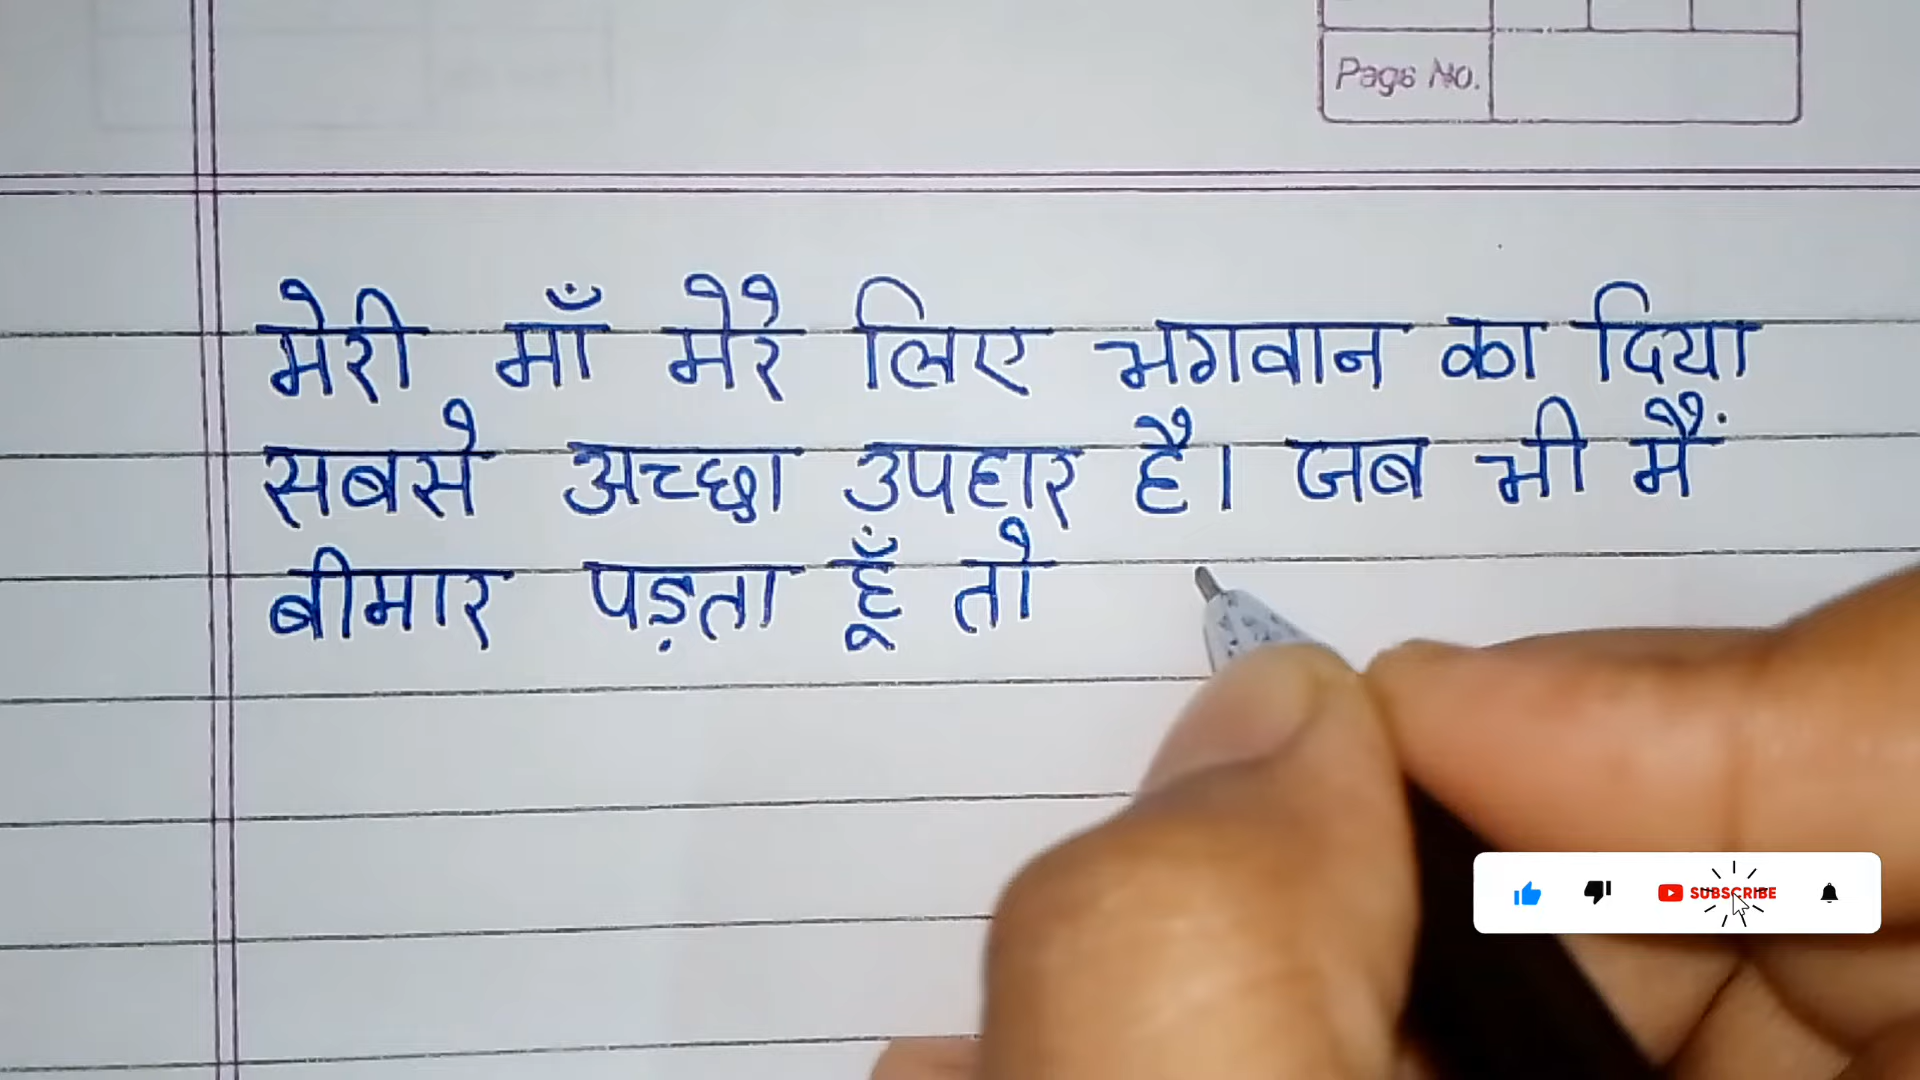 Page No.
मेरी माँ मेरे लिए भगवान का दिया
सबसे अच्छा उपहार है। जब भी मैं
बीमार पड़ता हूँ तो
SUBSCRIBE